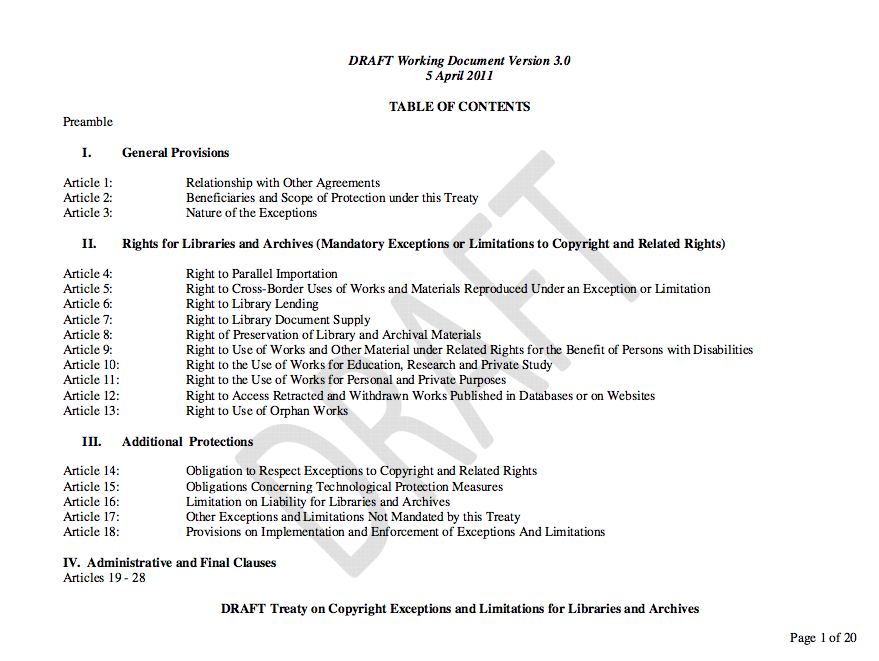 DRAFT Working Document Version 3.0
5 April 2011
TABLE OF CONTENTS
Preamble
I. General Provisions
Article 1: Relationship with Other Agreements
Article 2: Beneficiaries and Scope of Protection under this Treaty
Article 3: Nature of the Exceptions
II. Rights for Libraries and Archives (Mandatory Exceptions or Limitations to Copyright and Related Rights)
Article 4: Right to Parallel Importation
Article 5: Right to Cross-Border Uses of Works and Materials Reproduced Under an Exception or Limitation
Article 6: Right to Library Lending
Article 7: Right to Library Document Supply
Article 8: Right of Preservation of Library and Archival Materials
Article 9: Right to Use of Works and Other Material under Related Rights for the Benefit of Persons with Disabilities
Article 10: Right to the Use of Works for Education, Research and Private Study
Article 11: Right to the Use of Works for Personal and Private Purposes
Article 12: Right to Access Retracted and Withdrawn Works Published in Databases or on Websites
Article 13: Right to Use of Orphan Works
III. Additional Protections
Article 14: Obligation to Respect Exceptions to Copyright and Related Rights
Article 15: Obligations Concerning Technological Protection Measures
Article 16: Limitation on Liability for Libraries and Archives
Article 17: Other Exceptions and Limitations Not Mandated by this Treaty
Article 18: Provisions on Implementation and Enforcement of Exceptions And Limitations
IV. Administrative and Final Clauses
Articles 19 - 28
DRAFT Treaty on Copyright Exceptions and Limitations for Libraries and Archives
Page 1 of 20
DRAFT